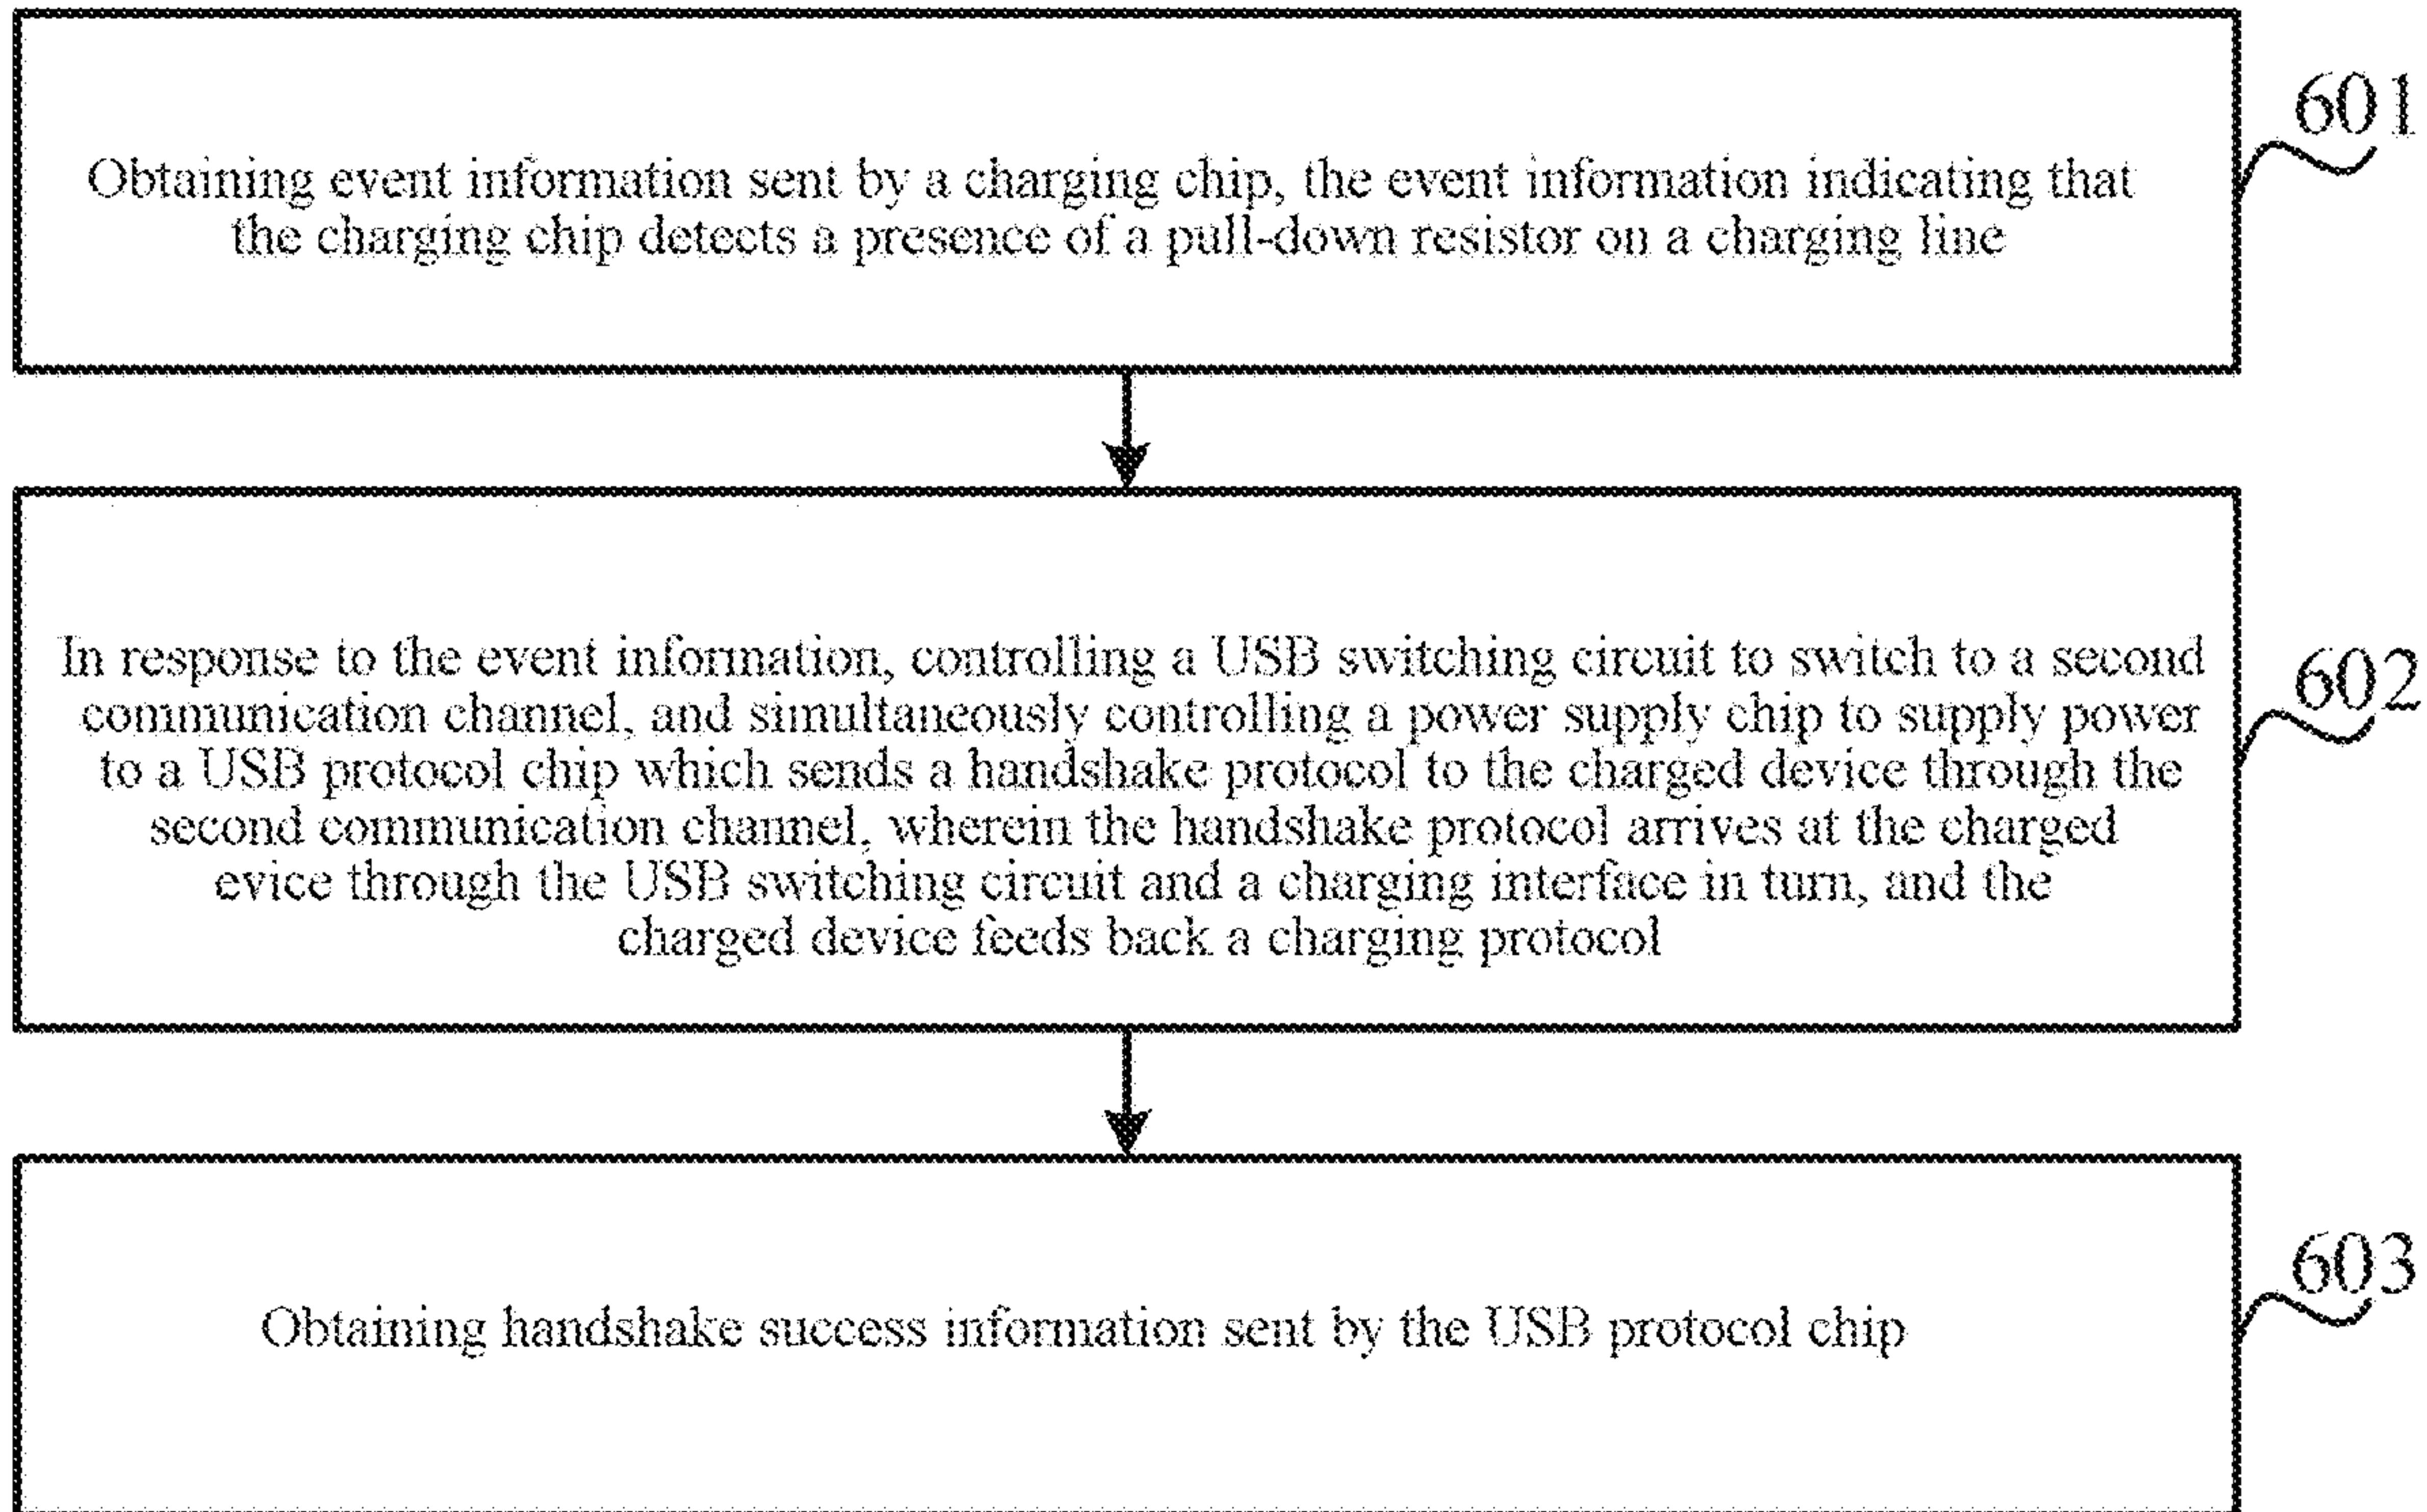 601
Obtaining event information sent by a charging chip, the event information indicating that
the charging chip detects a presence of a pull-down resistor on a charging line
602
In response to the event information, controlling a USB switching circuit to switch to a second
communication channel, and simultaneously controlling a power supply chip to supply power
to a USB protocol chip which sends a handshake protocol to the charged device through the
second communication channel, wherein the handshake protocol arrives at the charged
evice through the USB switching circuit and a charging interface in turn, and the
charged device feeds back a charging protocol
603
Obtaining handshake success information sent by the USB protocol chip